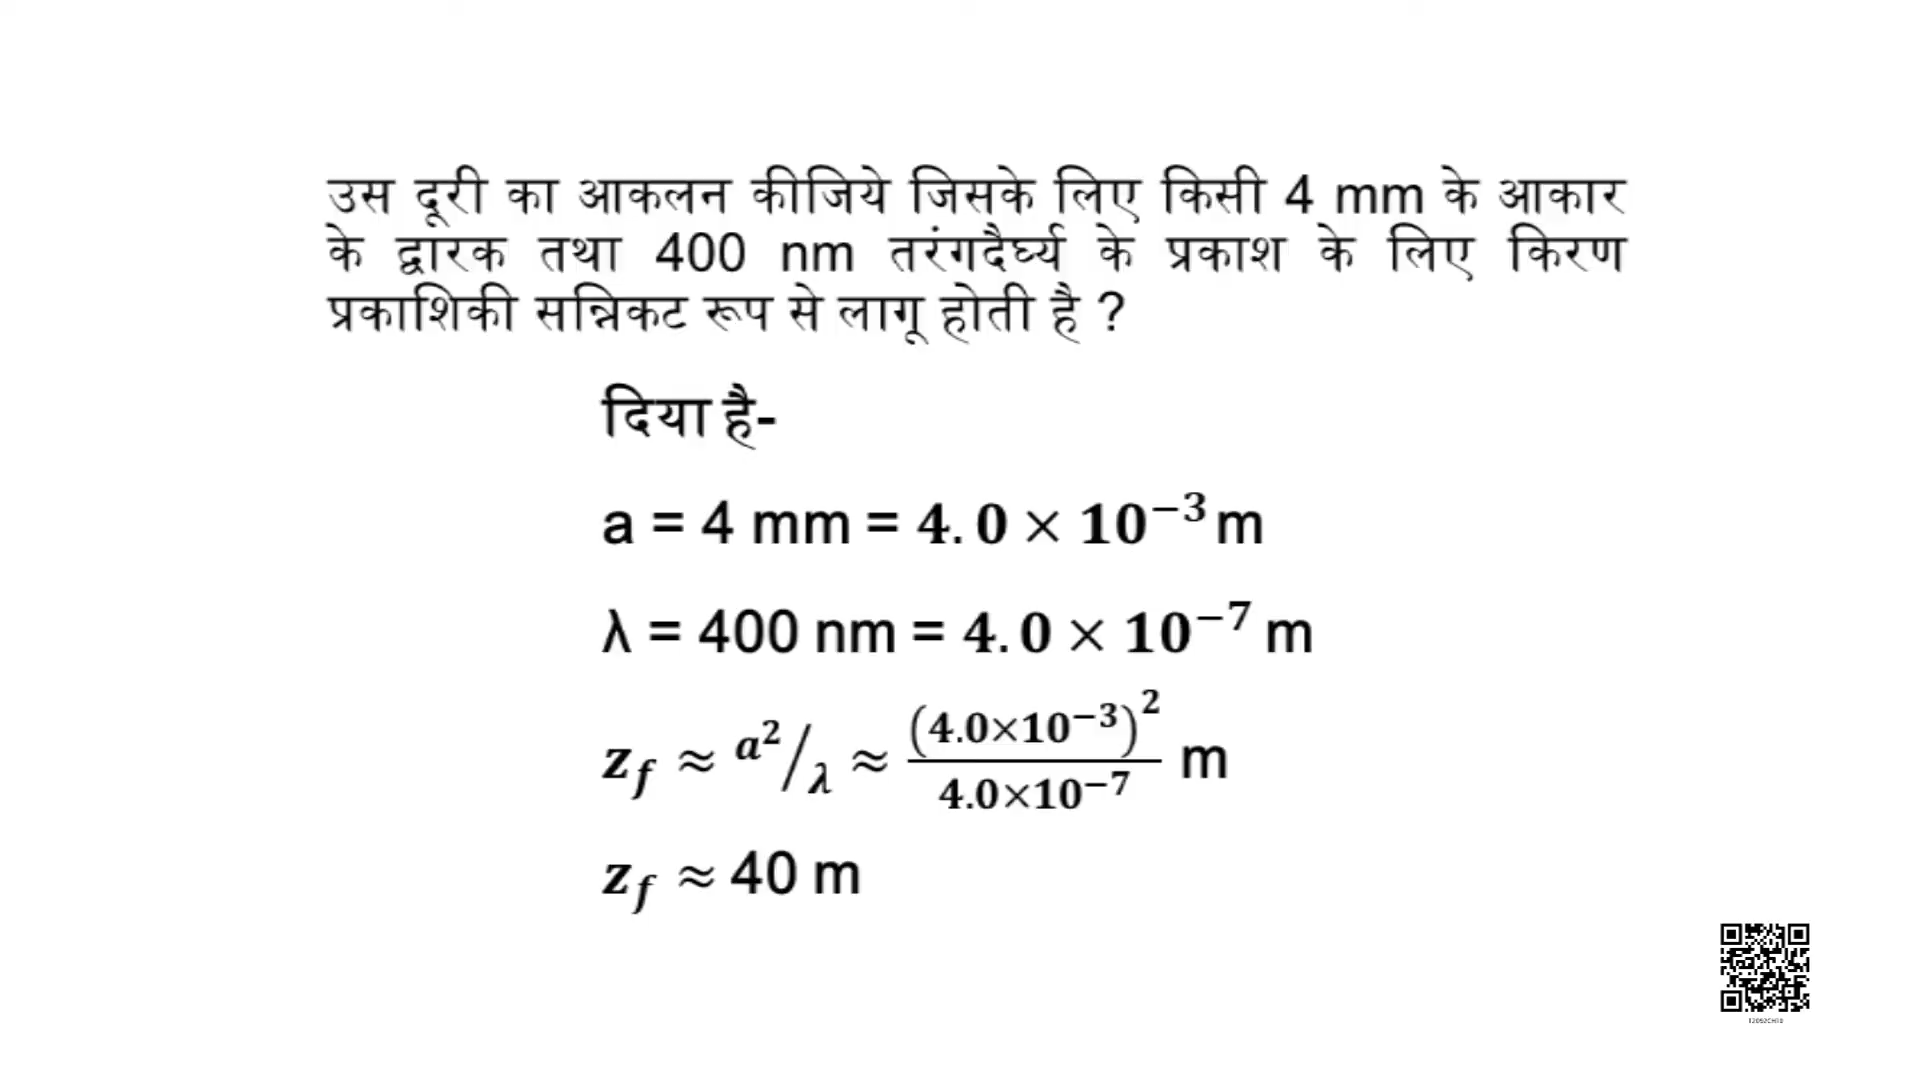 उस दूरी का आकलन कीजिये जिसके लिए किसी 4 mm के आकार
के द्वारक तथा 400 nm तरंगदैर्घ्य के प्रकाश के लिए किरण
प्रकाशिकी सन्निकट रूप से लागू होती है ?
दिया है-
a = 4 mm = 4.0 × 10⁻³ m
λ = 400 nm = 4.0 × 10⁻⁷ m
z_f ≈ a²/λ ≈ (4.0×10⁻³)²/4.0×10⁻⁷ m
z_f ≈ 40 m
12052CH10